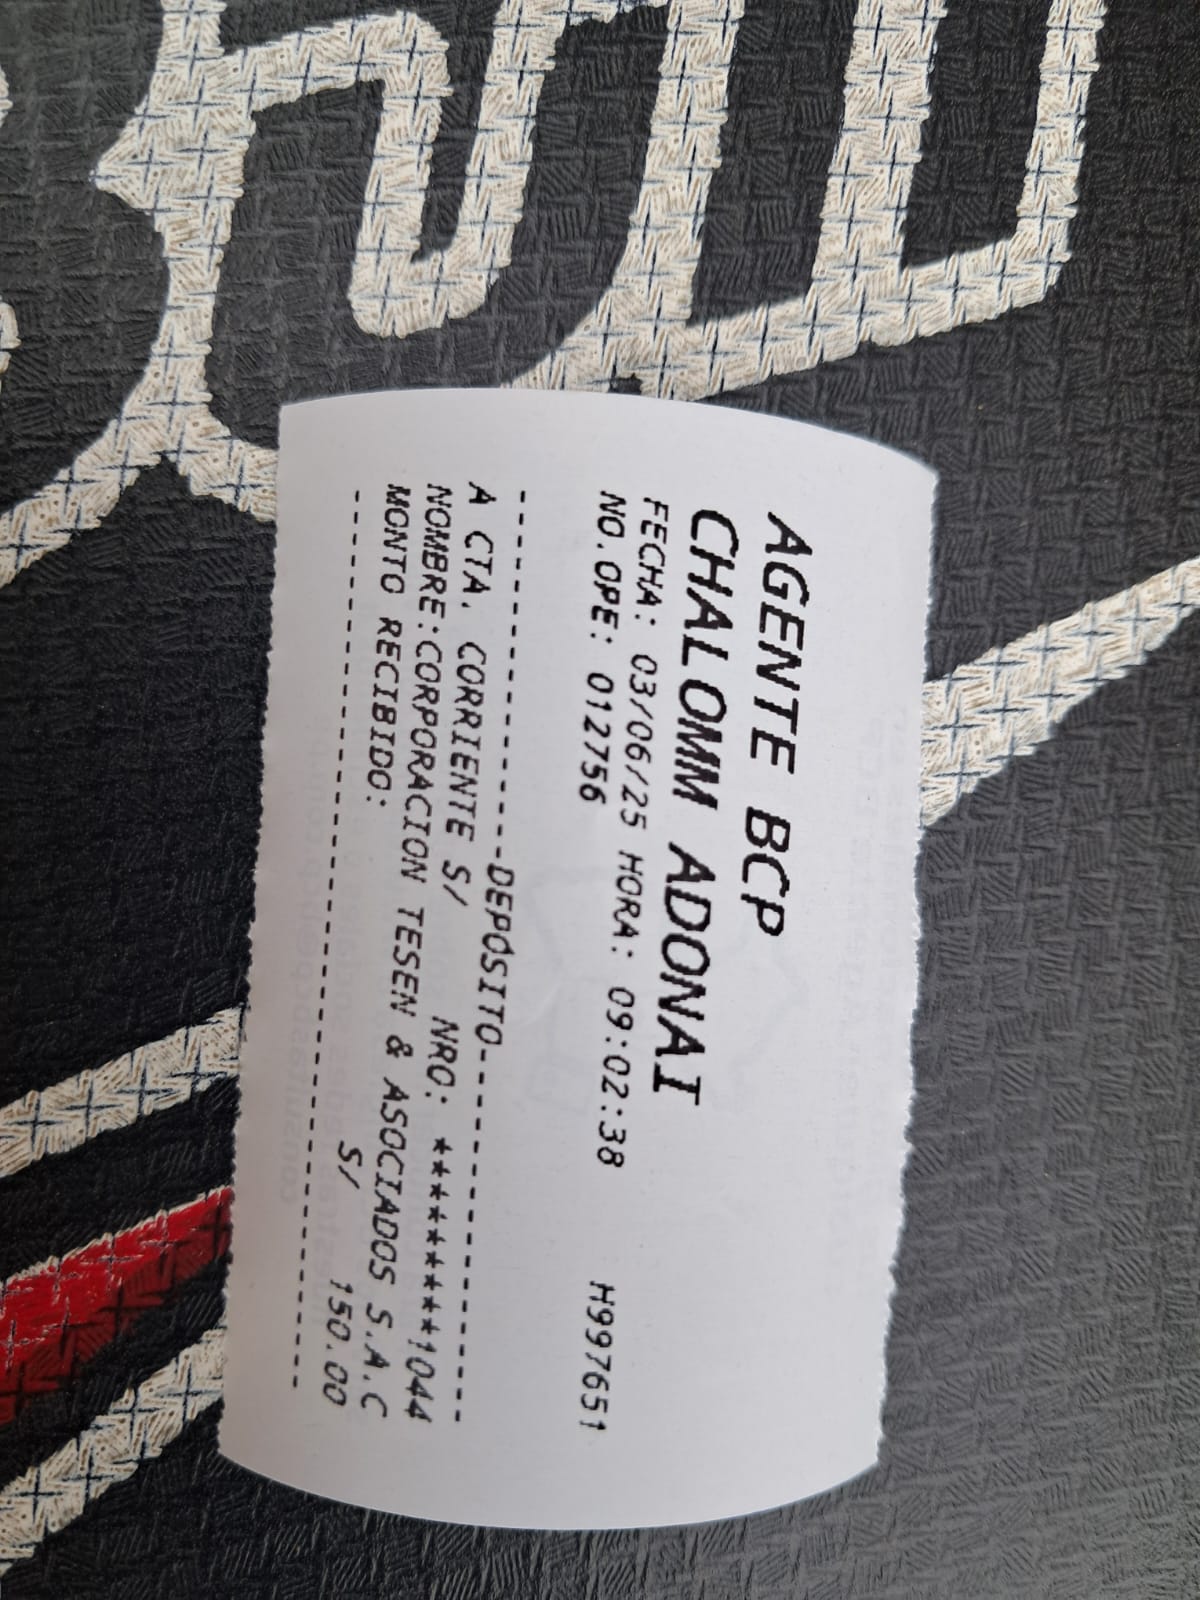 AGENTE BCP
CHALOMM ADONAI
FECHA: 03/06/25 HORA: 09:02:38
NO.OPE: 012756 H997651
--------------------DEPOSITO--------------------
A CTA. CORRIENTE S/ NRO: **********1044
NOMBRE:CORPORACION TESEN & ASOCIADOS S.A.C
MONTO RECIBIDO: S/ 150.00
------------------------------------------------